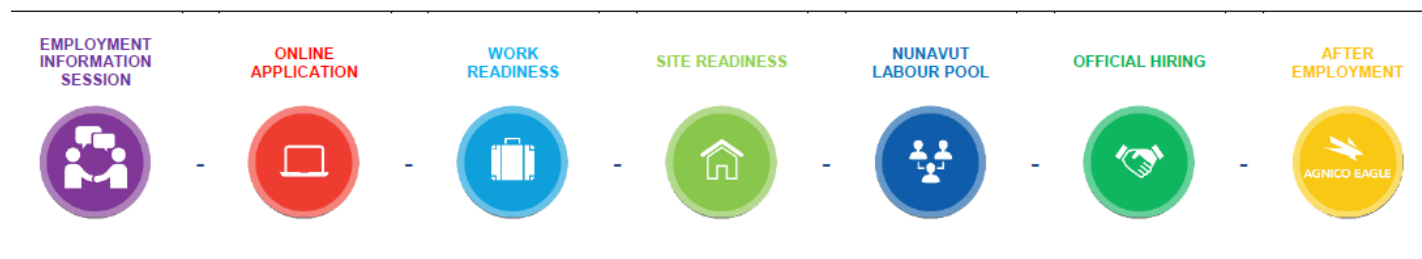 EMPLOYMENT
INFORMATION
SESSION
ONLINE
APPLICATION
WORK
READINESS
SITE READINESS
NUNAVUT
LABOUR POOL
OFFICIAL HIRING
AFTER
EMPLOYMENT
- - - - - -
AGNICO EAGLE